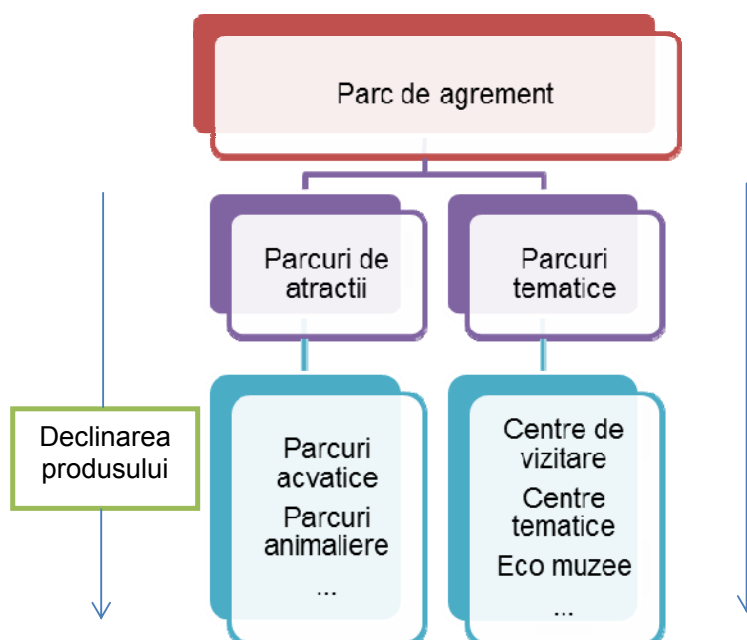 Parc de agrement
Parcuri de
atractii
Parcuri
tematice
Declinarea
produsului
Parcuri
acvatice
Parcuri
animaliere
...
Centre de
vizitare
Centre
tematice
Eco muzee
...